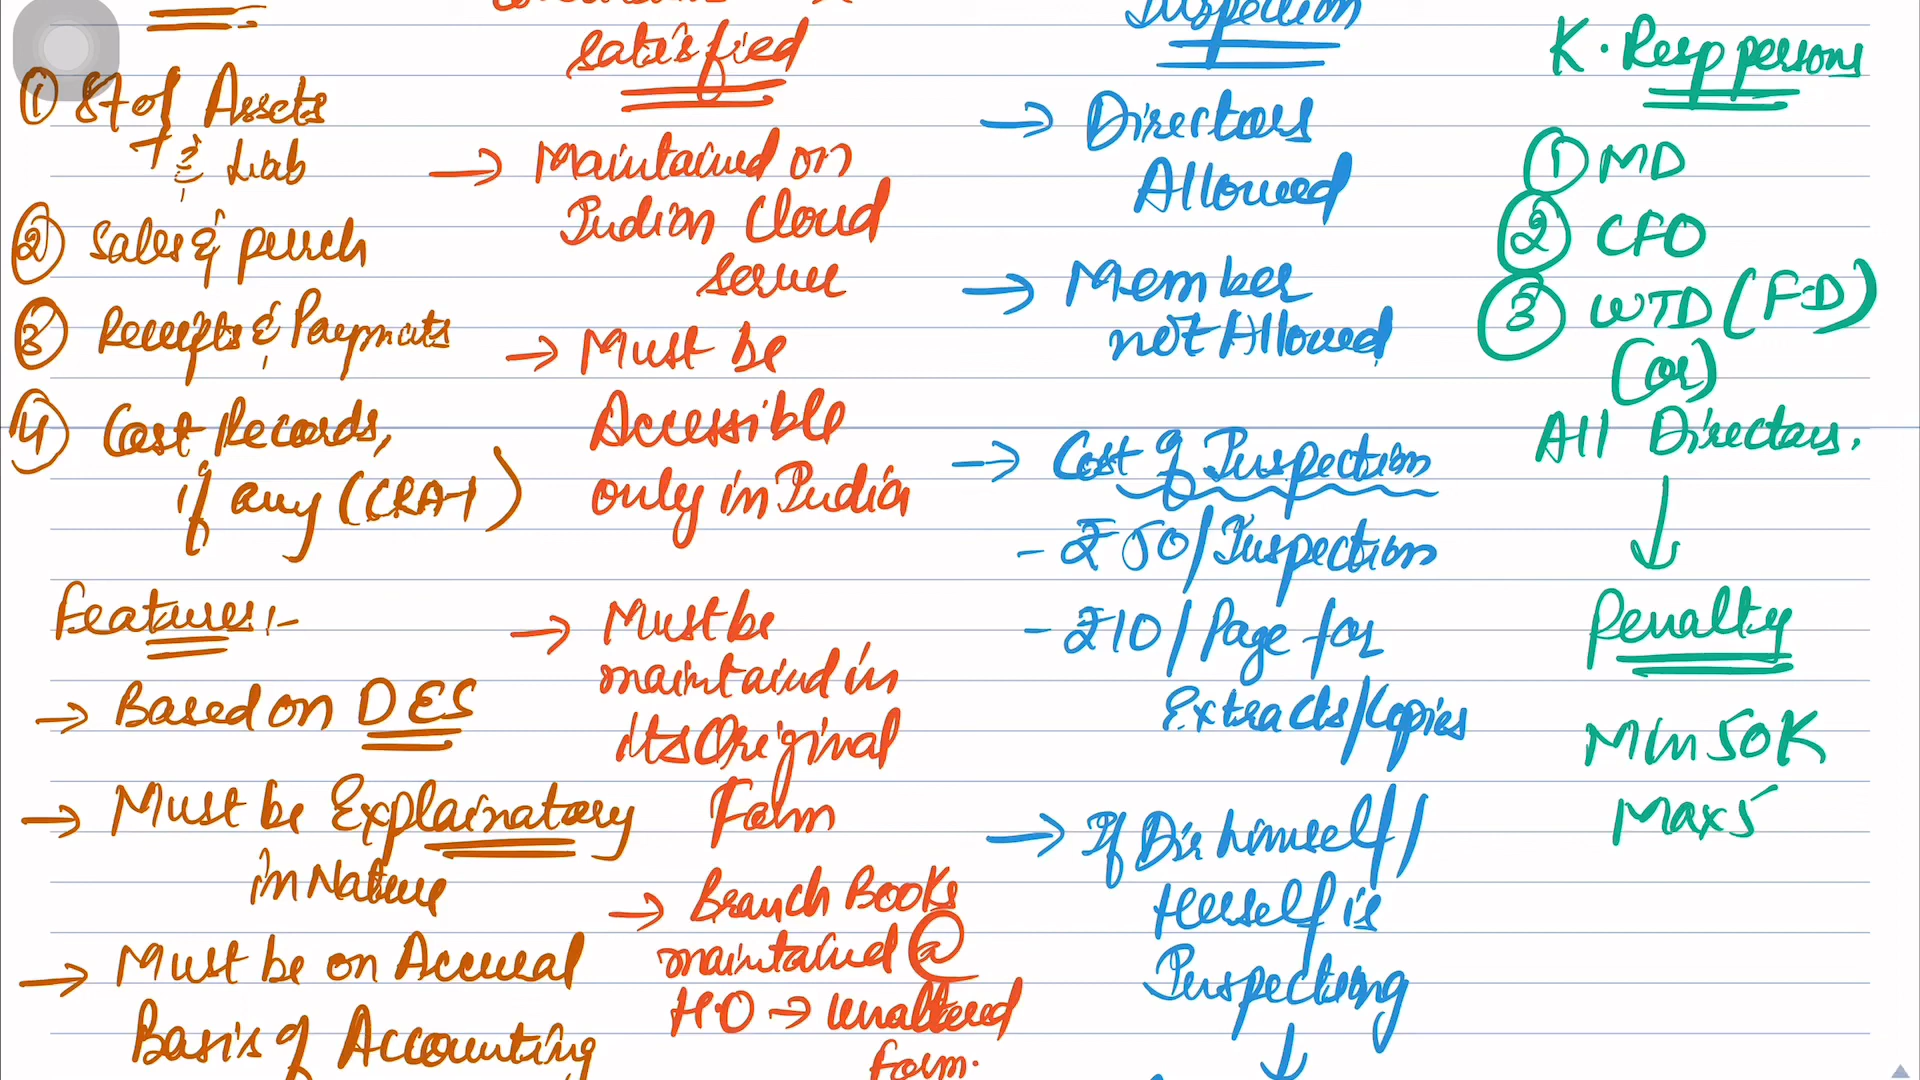 ① St of Assets
& Liab
② Sales & purch
③ Receipts & Payments
④ Cost Records,
if any (CRA-1)
Features:-
→ Based on DES
→ Must be Explainatory
in Nature
→ Must be on Accrual
Basis of Accounting
satisfied
→ Maintained on
Indian Cloud
server
→ Must be
Accessible
only in India
→ Must be
maintained in
its Original
Form
→ Branch Books
maintained @
H.O → unaltered
form.
Inspection
→ Directors
Allowed
→ Member
not Allowed
→ Cost of Inspection
- ₹50/Inspection
- ₹10/Page for
Extracts/Copies
→ If Dir himself/
Herself is
Inspecting
↓
K. Resp persons
① MD
② CFO
③ WTD (F.D)
(or)
All Directors.
↓
Penalty
Min 50K
Max 5